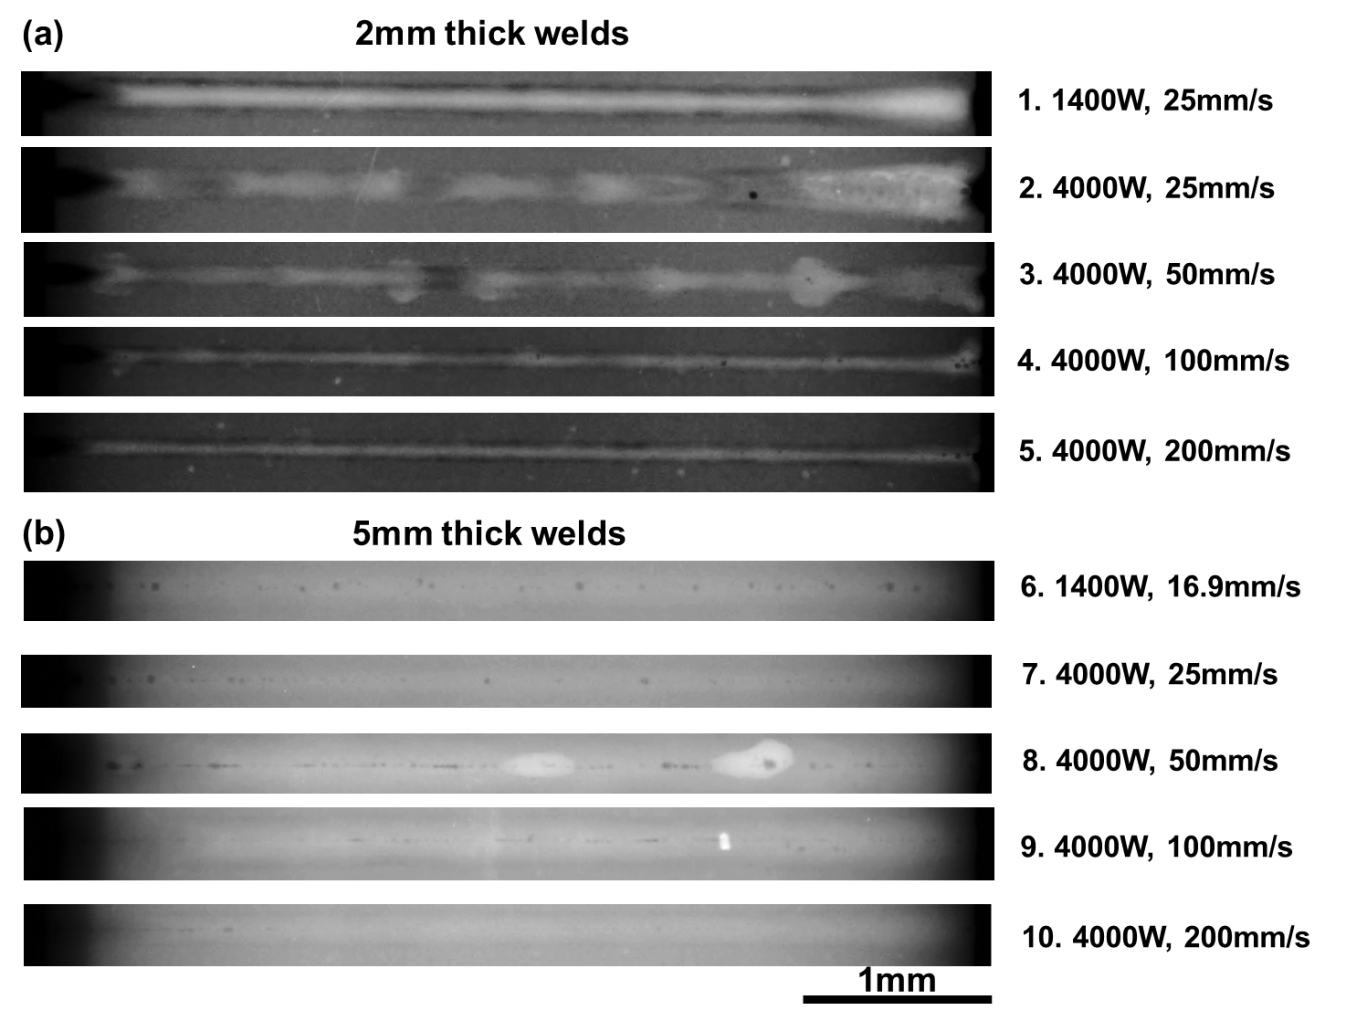 (a) 2mm thick welds
1. 1400W, 25mm/s
2. 4000W, 25mm/s
3. 4000W, 50mm/s
4. 4000W, 100mm/s
5. 4000W, 200mm/s
(b) 5mm thick welds
6. 1400W, 16.9mm/s
7. 4000W, 25mm/s
8. 4000W, 50mm/s
9. 4000W, 100mm/s
10. 4000W, 200mm/s
1mm